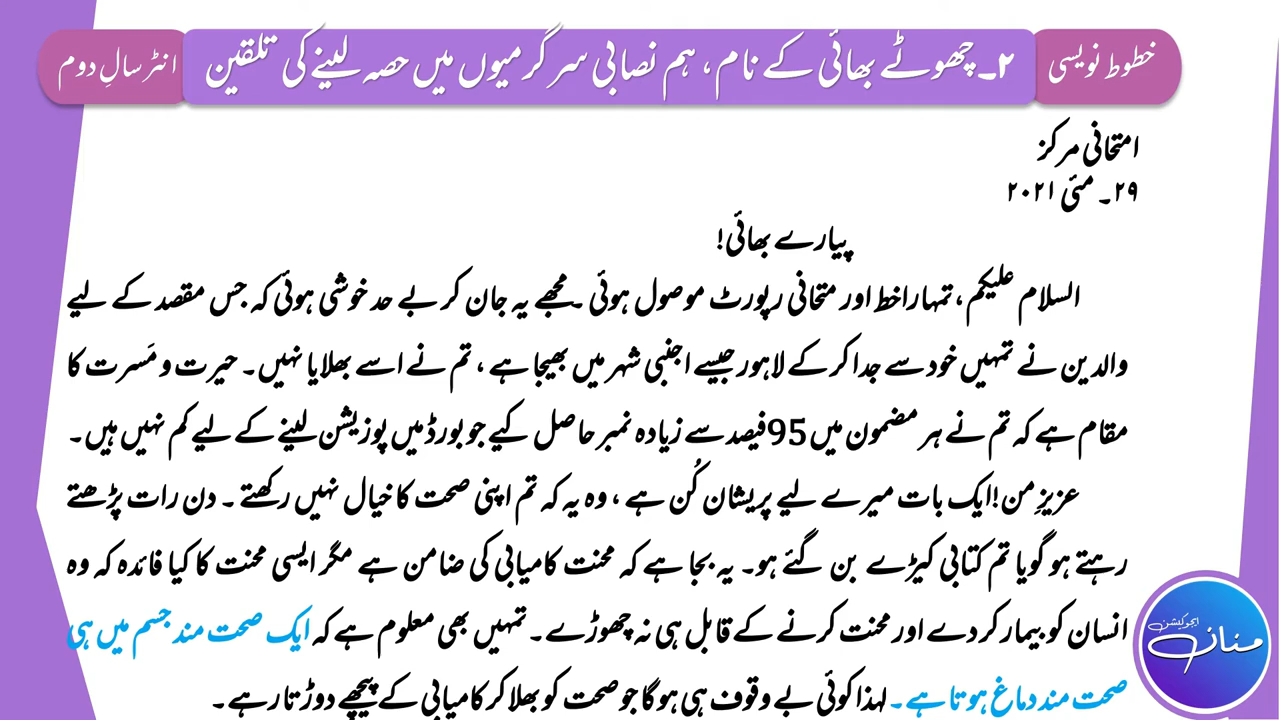 خطوط نویسی
۲۔ چھوٹے بھائی کے نام، ہم نصابی سرگرمیوں میں حصہ لینے کی تلقین
انٹر سالِ دوم
امتحانی مرکز
۲۹۔ مئی ۲۰۲۱
پیارے بھائی!
السلام علیکم، تمہارا خط اور متحانی رپورٹ موصول ہوئی ۔مجھے یہ جان کر بے حد خوشی ہوئی کہ جس مقصد کے لیے
والدین نے تمہیں خود سے جدا کر کے لاہور جیسے اجنبی شہر میں بھیجا ہے ، تم نے اسے بھلایا نہیں۔ حیرت و مَسرت کا
مقام ہے کہ تم نے ہر مضمون میں 95فیصد سے زیادہ نمبر حاصل کیے جو بورڈ میں پوزیشن لینے کے لیے کم نہیں ہیں۔
عزیزِ من!ایک بات میرے لیے پریشان کُن ہے ، وہ یہ کہ تم اپنی صحت کا خیال نہیں رکھتے ۔ دن رات پڑھتے
رہتے ہو گویا تم کتابی کیڑے بن گئے ہو۔ یہ بجا ہے کہ محنت کامیابی کی ضامن ہے مگر ایسی محنت کا کیا فائدہ کہ وہ
انسان کو بیمار کر دے اور محنت کرنے کے قابل ہی نہ چھوڑے۔ تمہیں بھی معلوم ہے کہ ایک صحت مند جسم میں ہی
صحت مند دماغ ہوتا ہے۔ لہذا کوئی بے وقوف ہی ہو گا جو صحت کو بھلا کر کامیابی کے پیچھے دوڑتا رہے۔
ایجوکیشن
منان